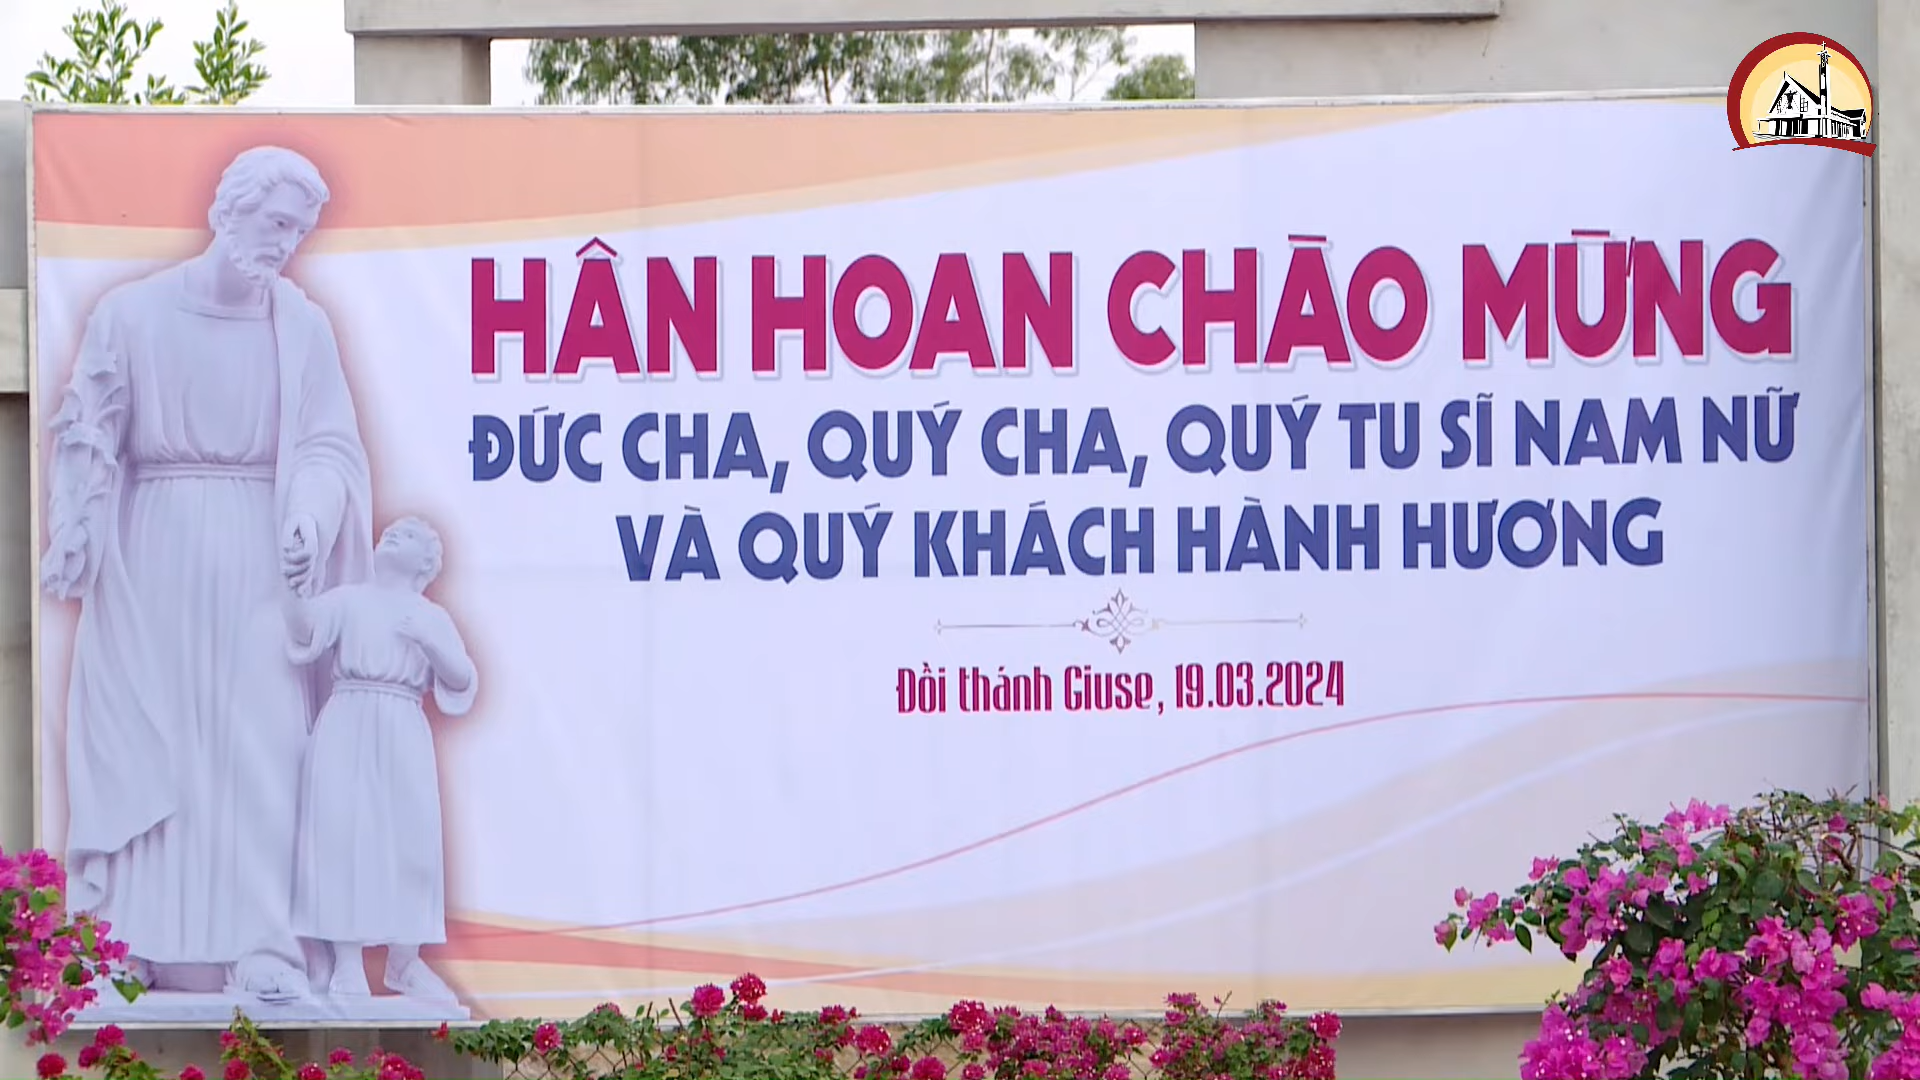 HÂN HOAN CHÀO MỪNG
ĐỨC CHA, QUÝ CHA, QUÝ TU SĨ NAM NỮ
VÀ QUÝ KHÁCH HÀNH HƯƠNG
Đồi thánh Giuse, 19.03.2024